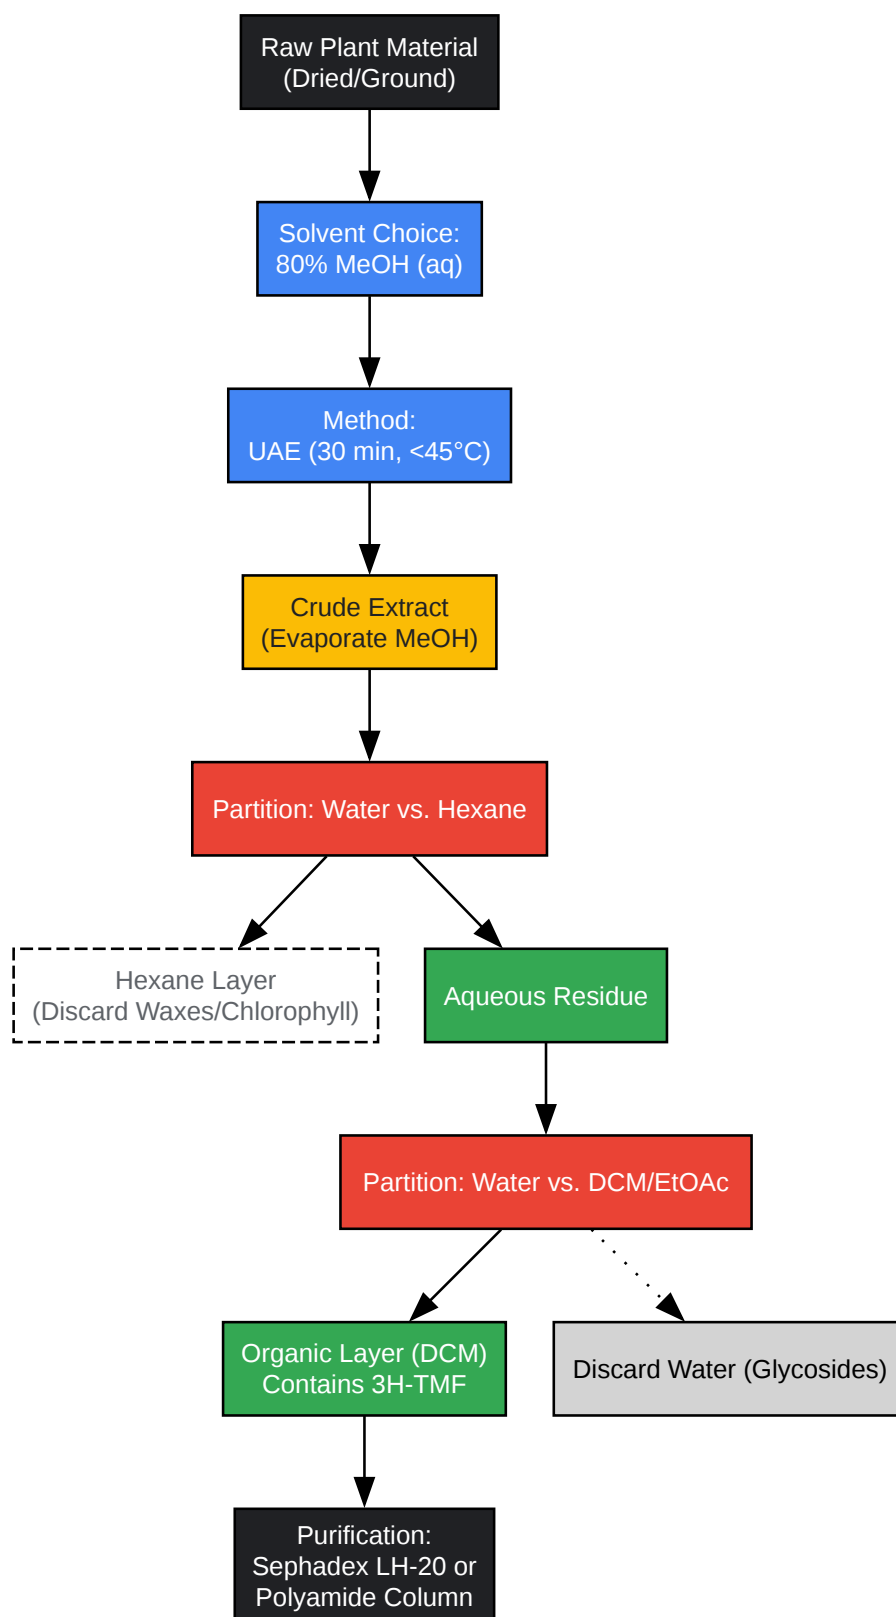 Raw Plant Material
(Dried/Ground)
Solvent Choice:
80% MeOH (aq)
Method:
UAE (30 min, <45°C)
Crude Extract
(Evaporate MeOH)
Partition: Water vs. Hexane
Hexane Layer
(Discard Waxes/Chlorophyll)
Aqueous Residue
Partition: Water vs. DCM/EtOAc
Organic Layer (DCM)
Contains 3H-TMF
Discard Water (Glycosides)
Purification:
Sephadex LH-20 or
Polyamide Column